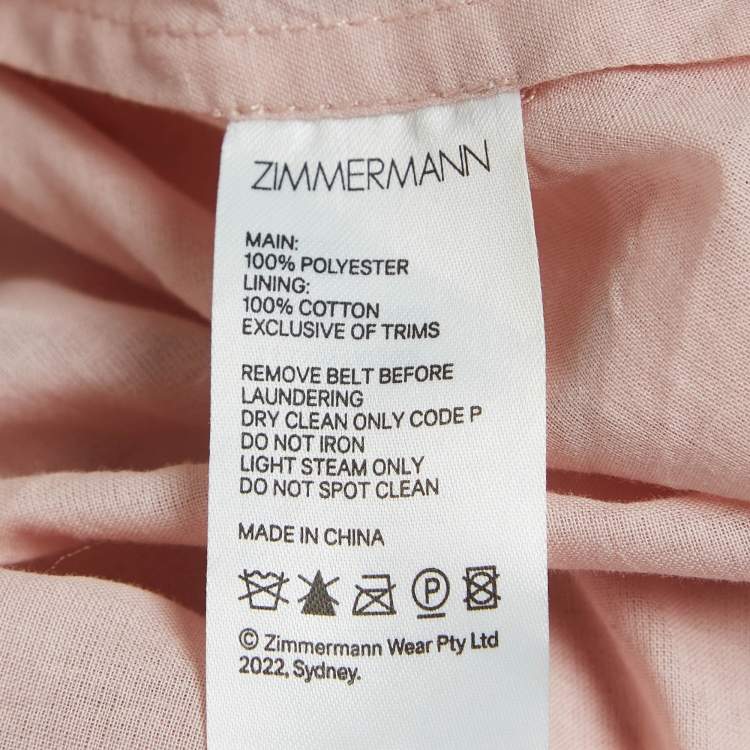 ZIMMERMANN
MAIN:
100% POLYESTER
LINING:
100% COTTON
EXCLUSIVE OF TRIMS
REMOVE BELT BEFORE
LAUNDERING
DRY CLEAN ONLY CODE P
DO NOT IRON
LIGHT STEAM ONLY
DO NOT SPOT CLEAN
MADE IN CHINA
P
© Zimmermann Wear Pty Ltd
2022, Sydney.